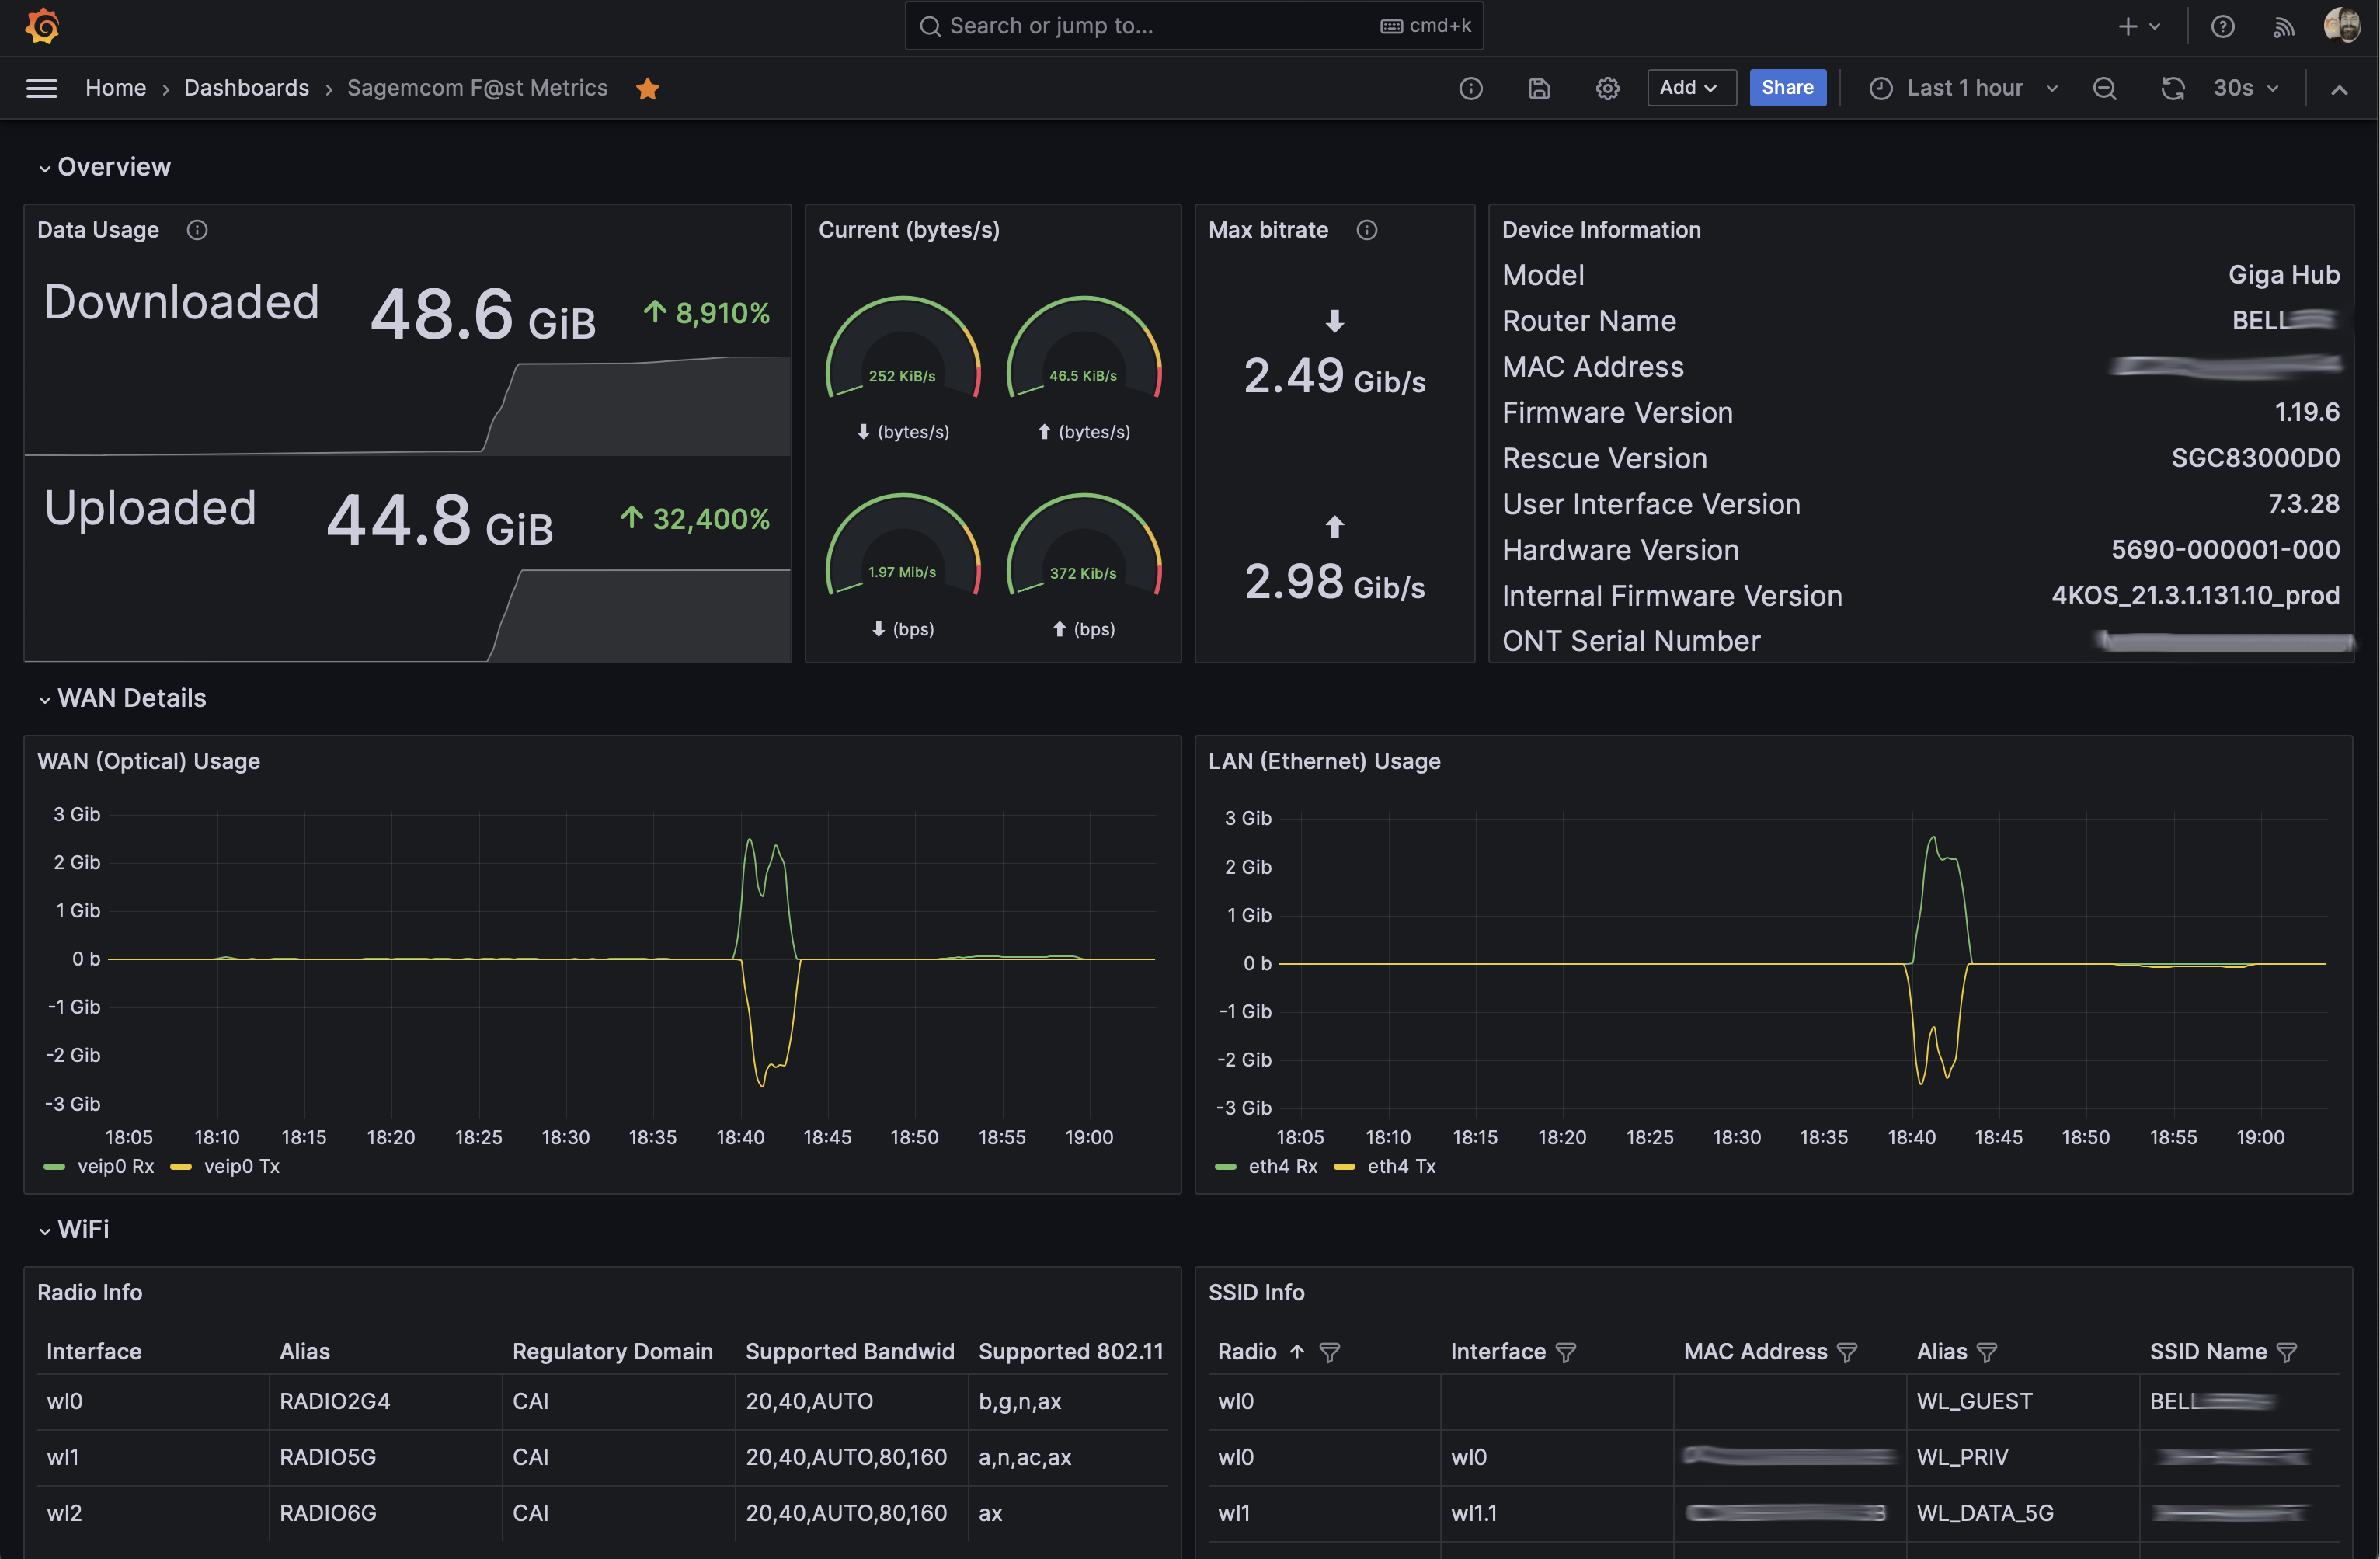 Search or jump to... cmd+k
Home › Dashboards › Sagemcom F@st Metrics
Add Share Last 1 hour 30s
Overview
Data Usage
Downloaded 48.6 GiB 8,910%
Uploaded 44.8 GiB 32,400%
Current (bytes/s)
252 KiB/s 46.5 KiB/s
(bytes/s) (bytes/s)
1.97 Mib/s 372 Kib/s
(bps) (bps)
Max bitrate
2.49 Gib/s
2.98 Gib/s
Device Information
Model Giga Hub
Router Name BELL
MAC Address
Firmware Version 1.19.6
Rescue Version SGC83000D0
User Interface Version 7.3.28
Hardware Version 5690-000001-000
Internal Firmware Version 4KOS_21.3.1.131.10_prod
ONT Serial Number
WAN Details
WAN (Optical) Usage
3 Gib
2 Gib
1 Gib
0 b
-1 Gib
-2 Gib
-3 Gib
18:05 18:10 18:15 18:20 18:25 18:30 18:35 18:40 18:45 18:50 18:55 19:00
veip0 Rx veip0 Tx
LAN (Ethernet) Usage
3 Gib
2 Gib
1 Gib
0 b
-1 Gib
-2 Gib
-3 Gib
18:05 18:10 18:15 18:20 18:25 18:30 18:35 18:40 18:45 18:50 18:55 19:00
eth4 Rx eth4 Tx
WiFi
Radio Info
Interface Alias Regulatory Domain Supported Bandwid Supported 802.11
wl0 RADIO2G4 CAI 20,40,AUTO b,g,n,ax
wl1 RADIO5G CAI 20,40,AUTO,80,160 a,n,ac,ax
wl2 RADIO6G CAI 20,40,AUTO,80,160 ax
SSID Info
Radio Interface MAC Address Alias SSID Name
wl0 WL_GUEST BELL
wl0 wl0 WL_PRIV
wl1 wl1.1 WL_DATA_5G